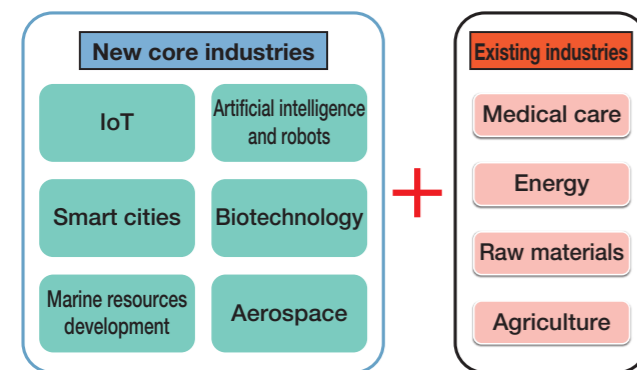 New core industries
IoT
Artificial intelligence
and robots
Smart cities
Biotechnology
Marine resources
development
Aerospace
+
Existing industries
Medical care
Energy
Raw materials
Agriculture